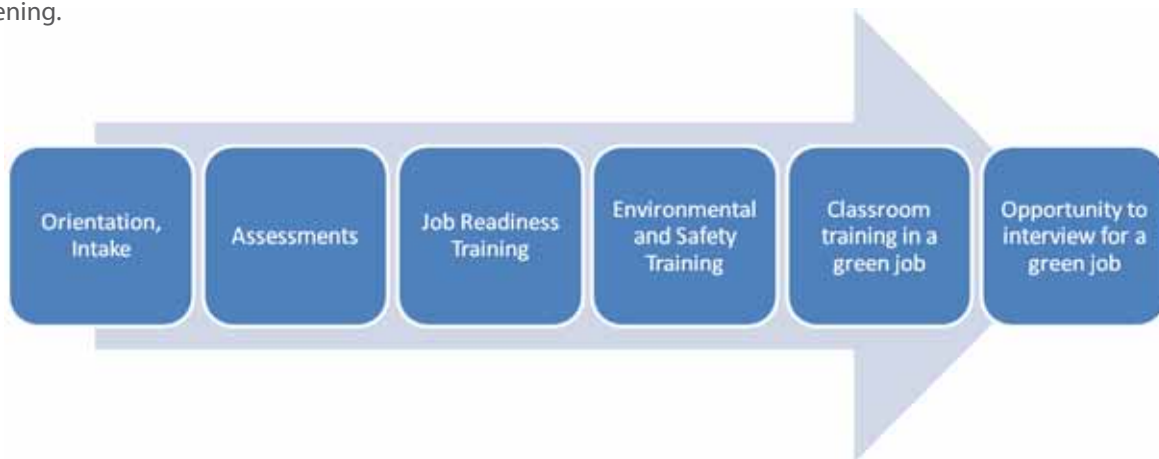 ening.
Orientation,
Intake
Assessments
Job Readiness
Training
Environmental
and Safety
Training
Classroom
training in a
green job
Opportunity to
interview for a
green job